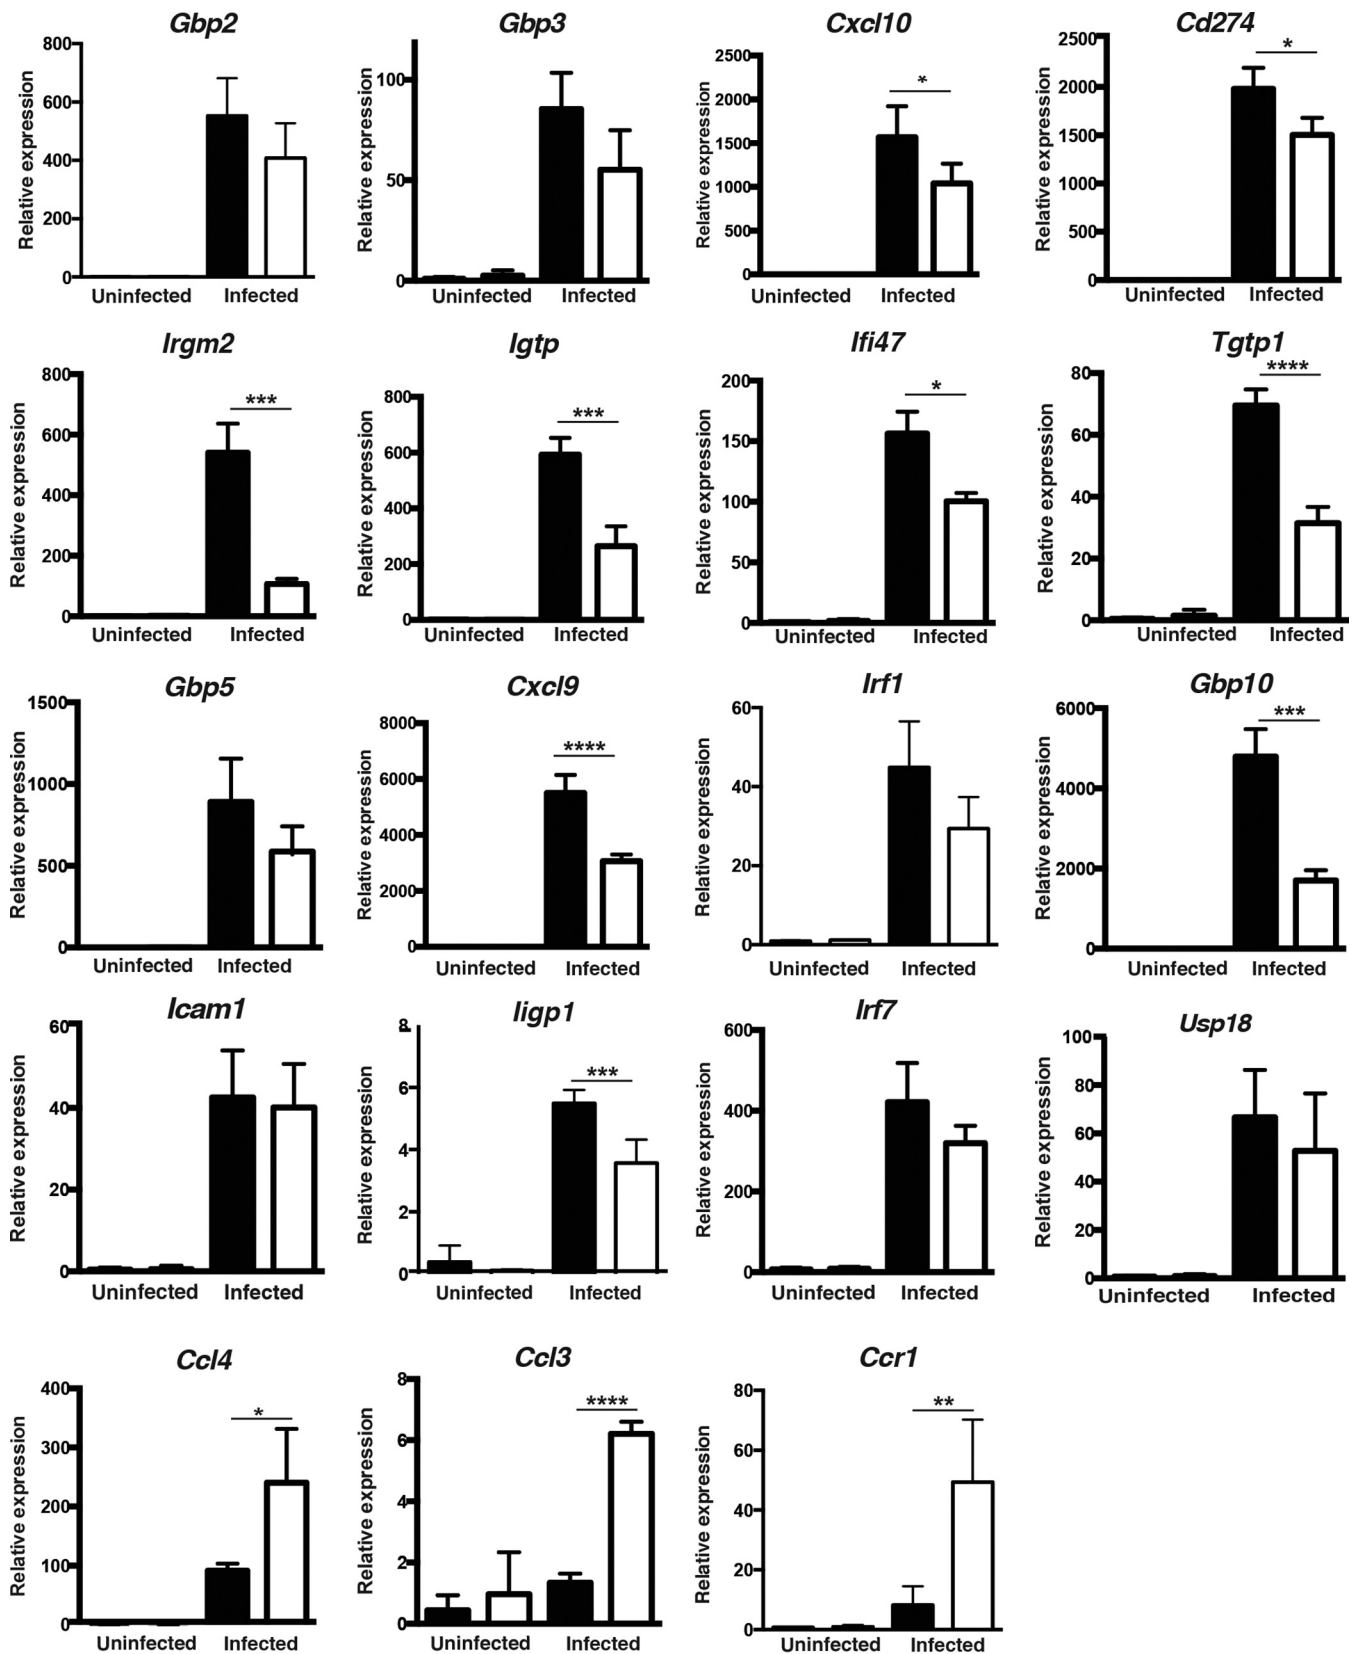 Gbp2 Gbp3 Cxcl10 Cd274
Relative expression 800 600 400 200 0
Uninfected Infected
Relative expression 100 50 0
Uninfected Infected
Relative expression 2500 2000 1500 1000 500 0
*
Uninfected Infected
Relative expression 2500 2000 1500 1000 500 0
*
Uninfected Infected
Irgm2 Igtp Ifi47 Tgtp1
Relative expression 800 600 400 200 0
***
Uninfected Infected
Relative expression 800 600 400 200 0
***
Uninfected Infected
Relative expression 200 150 100 50 0
*
Uninfected Infected
Relative expression 80 60 40 20 0
****
Uninfected Infected
Gbp5 Cxcl9 Irf1 Gbp10
Relative expression 1500 1000 500 0
Uninfected Infected
Relative expression 8000 6000 4000 2000 0
****
Uninfected Infected
Relative expression 60 40 20 0
Uninfected Infected
Relative expression 6000 4000 2000 0
***
Uninfected Infected
Icam1 Iigp1 Irf7 Usp18
Relative expression 60 40 20 0
Uninfected Infected
Relative expression 8 6 4 2 0
***
Uninfected Infected
Relative expression 600 400 200 0
Uninfected Infected
Relative expression 100 80 60 40 20 0
Uninfected Infected
Ccl4 Ccl3 Ccr1
Relative expression 400 300 200 100 0
*
Uninfected Infected
Relative expression 8 6 4 2 0
****
Uninfected Infected
Relative expression 80 60 40 20 0
**
Uninfected Infected